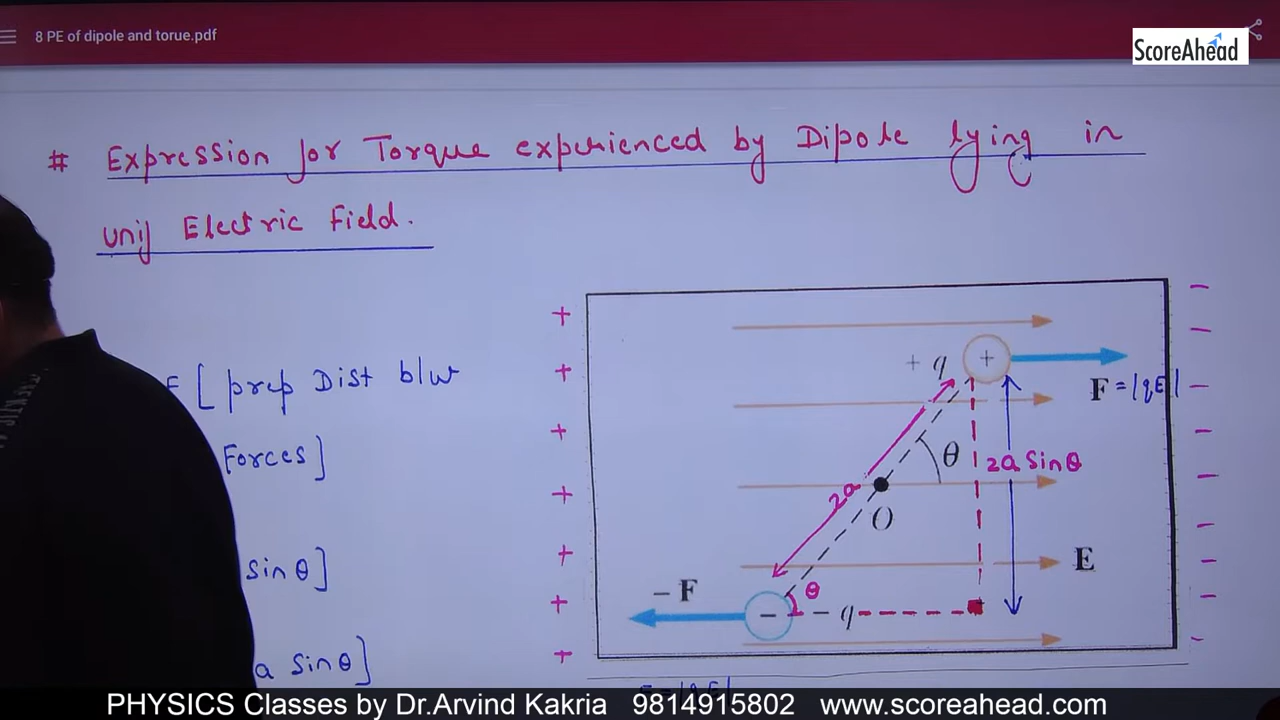 8 PE of dipole and torue.pdf
ScoreAhead
# Expression for Torque experienced by Dipole lying in
unif Electric Field.
[ prep Dist b/w
Forces]
sin θ]
a sin θ]
+ + + + + + +
− − − − − − − −
+ q +
F = |qE|
θ
2a sin θ
2a
O
E
− F
θ
− − q
PHYSICS Classes by Dr.Arvind Kakria 9814915802 www.scoreahead.com